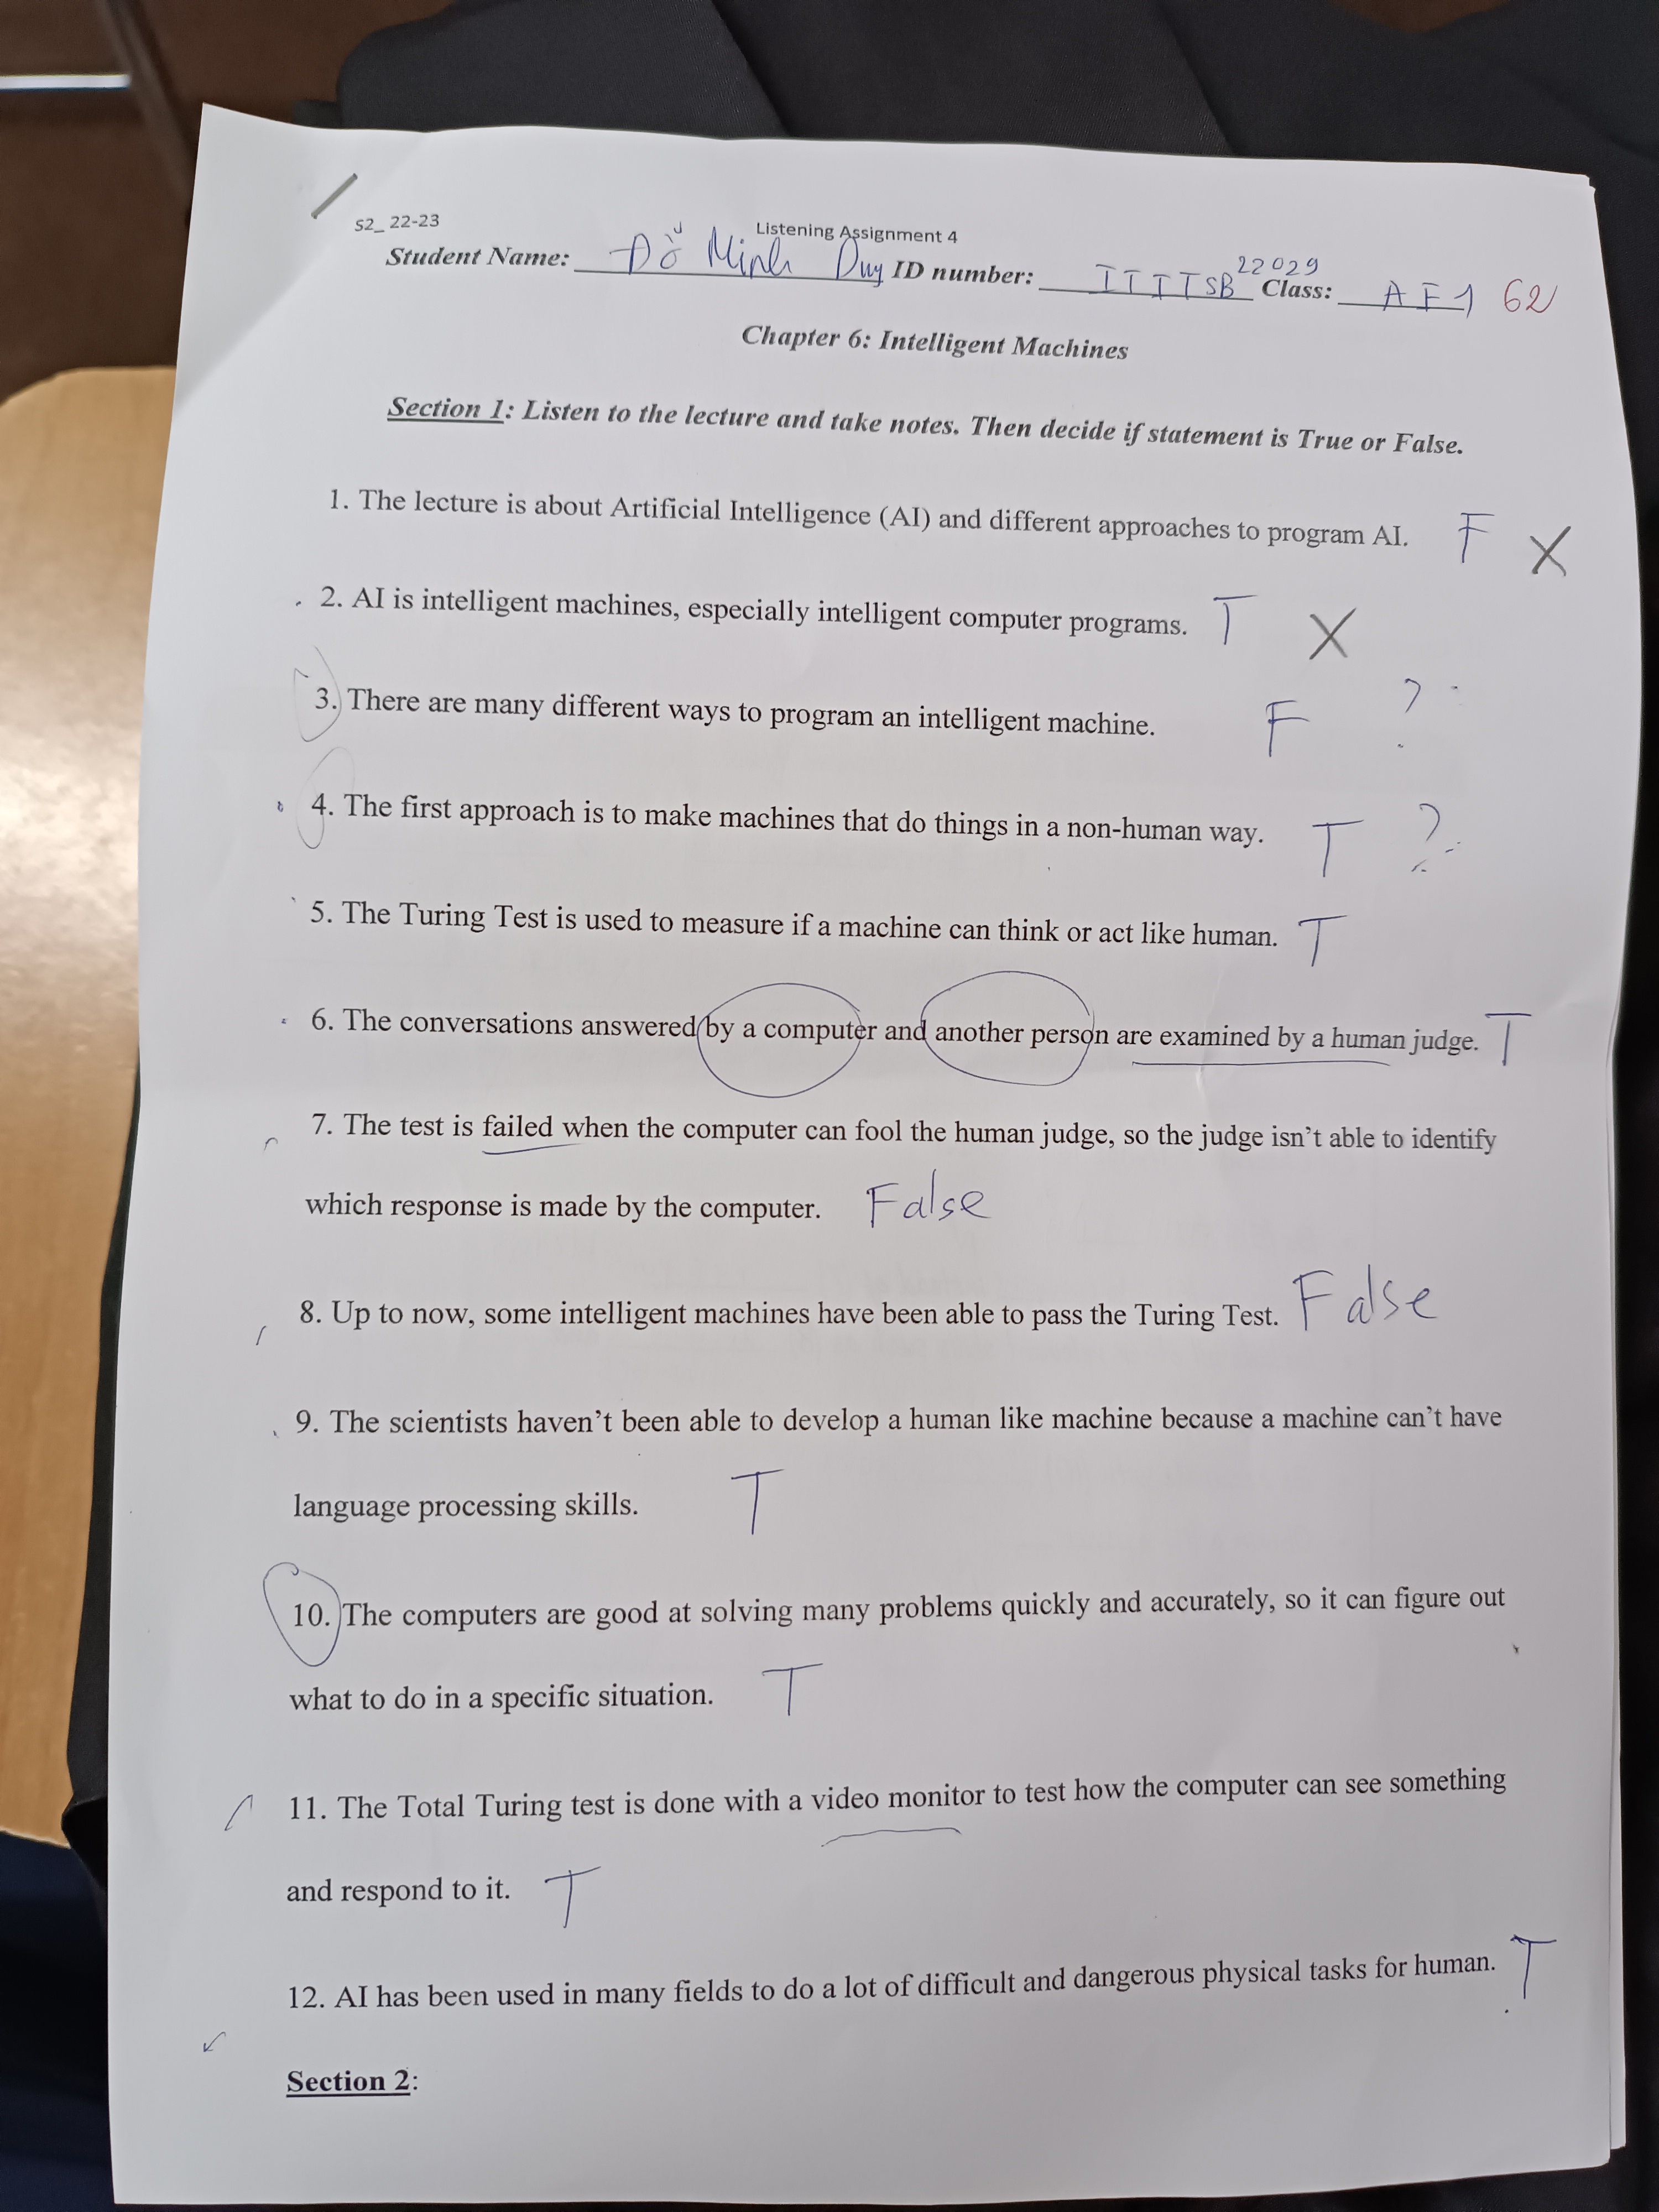 S2_ 22-23
Listening Assignment 4
Student Name: Đỗ Minh Duy ID number: ITITSB22029 Class: AE1 62
Chapter 6: Intelligent Machines
Section 1: Listen to the lecture and take notes. Then decide if statement is True or False.
1. The lecture is about Artificial Intelligence (AI) and different approaches to program AI. F X
2. AI is intelligent machines, especially intelligent computer programs. T X
3. There are many different ways to program an intelligent machine. F ?
4. The first approach is to make machines that do things in a non-human way. T ?
5. The Turing Test is used to measure if a machine can think or act like human. T
6. The conversations answered by a computer and another person are examined by a human judge. T
7. The test is failed when the computer can fool the human judge, so the judge isn't able to identify
which response is made by the computer. False
8. Up to now, some intelligent machines have been able to pass the Turing Test. False
9. The scientists haven't been able to develop a human like machine because a machine can't have
language processing skills. T
10. The computers are good at solving many problems quickly and accurately, so it can figure out
what to do in a specific situation. T
11. The Total Turing test is done with a video monitor to test how the computer can see something
and respond to it. T
12. AI has been used in many fields to do a lot of difficult and dangerous physical tasks for human. T
Section 2: